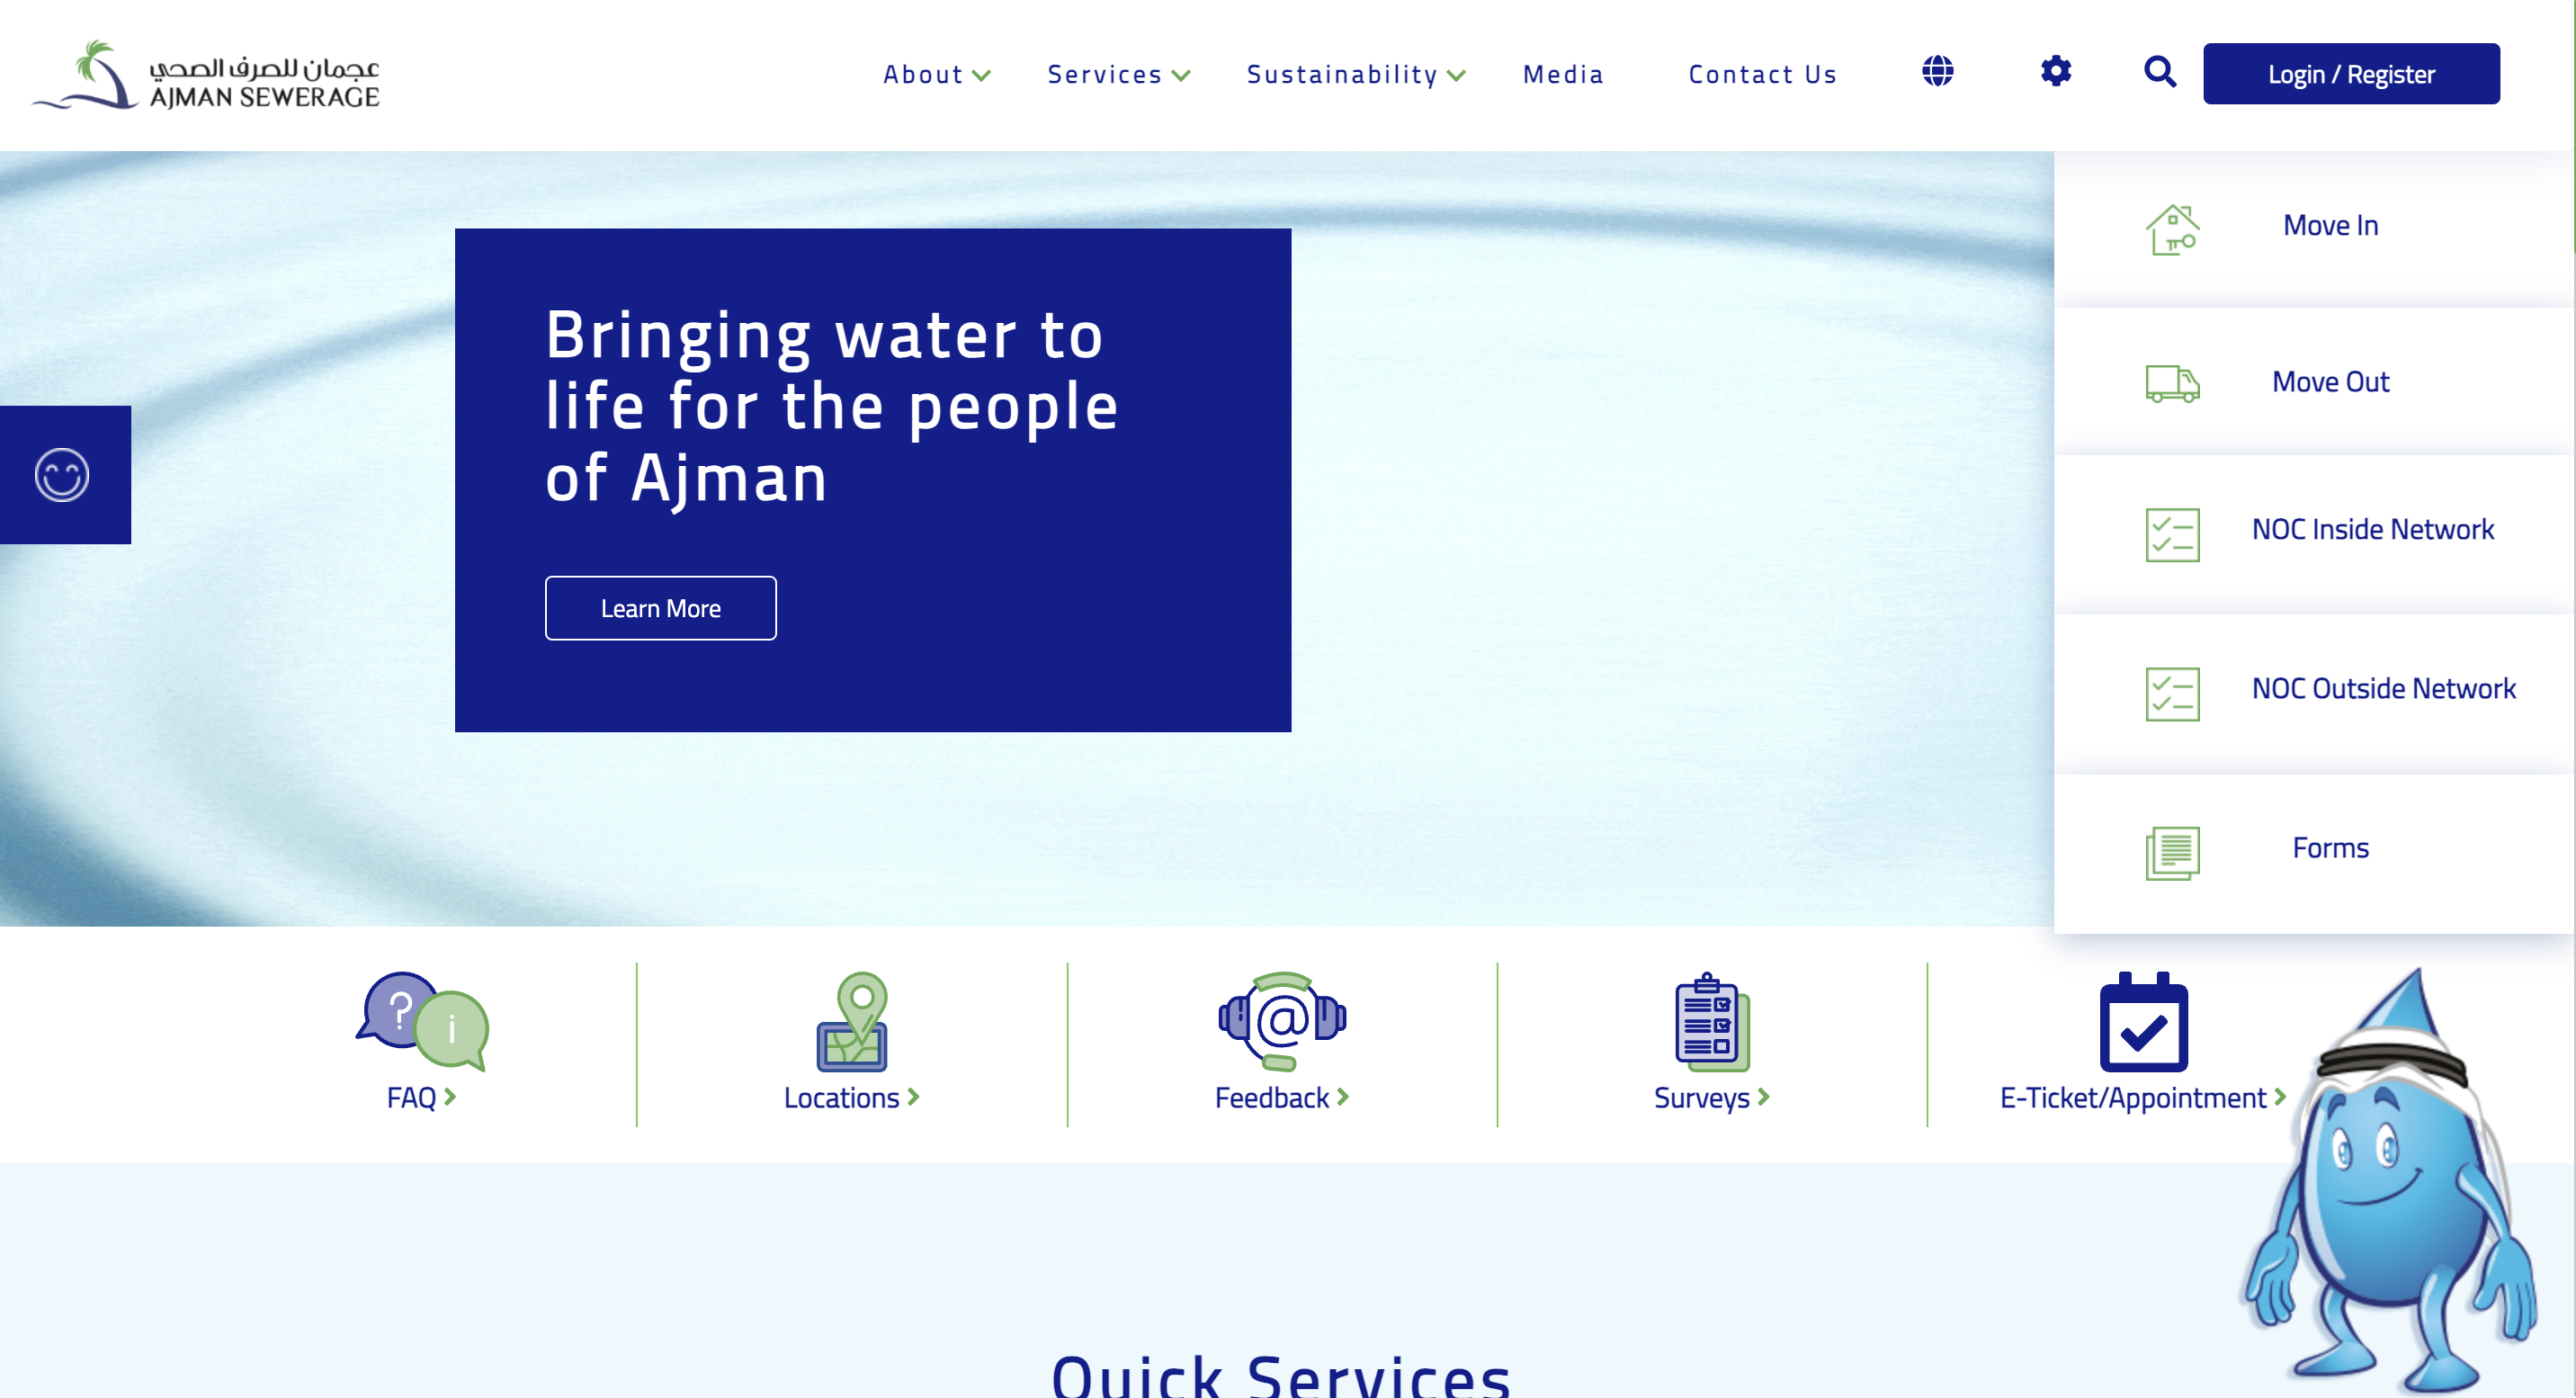 عجمان للصرف الصحي
AJMAN SEWERAGE
About
Services
Sustainability
Media
Contact Us
Login / Register
Bringing water to
life for the people
of Ajman
Learn More
Move In
Move Out
NOC Inside Network
NOC Outside Network
Forms
FAQ
Locations
Feedback
Surveys
E-Ticket/Appointment
Quick Services